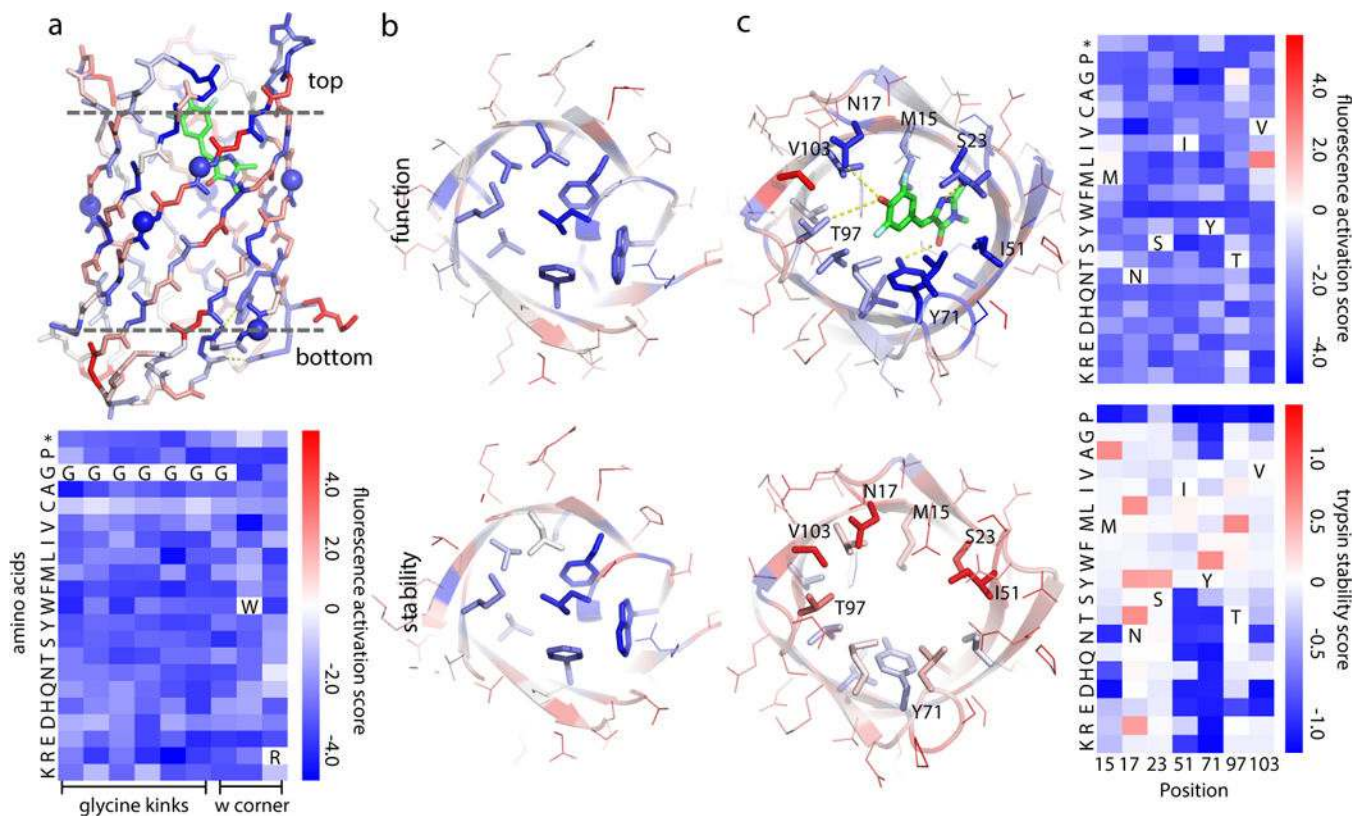 a
top
bottom
amino acids
K R E D H Q N T S Y W F M L I V C A G P *
G G G G G G G
W
R
glycine kinks
w corner
4.0
2.0
0
-2.0
-4.0
fluorescence activation score
b
function
stability
c
N17
M15
V103
S23
T97
I51
Y71
N17
M15
V103
S23
T97
I51
Y71
K R E D H Q N T S Y W F M L I V C A G P *
V
I
M
Y
S
T
N
4.0
2.0
0
-2.0
-4.0
fluorescence activation score
K R E D H Q N T S Y W F M L I V A G P
V
I
M
Y
S
T
N
1.0
0.5
0
-0.5
-1.0
trypsin stability score
15 17 23 51 71 97 103
Position